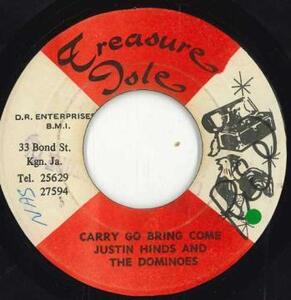 Treasure
Isle
D.R. ENTERPRISES
B.M.I.
33 Bond St.
Kgn. Ja.
Tel. 25629
27594
NAS
CARRY GO BRING COME
JUSTIN HINDS AND
THE DOMINOES